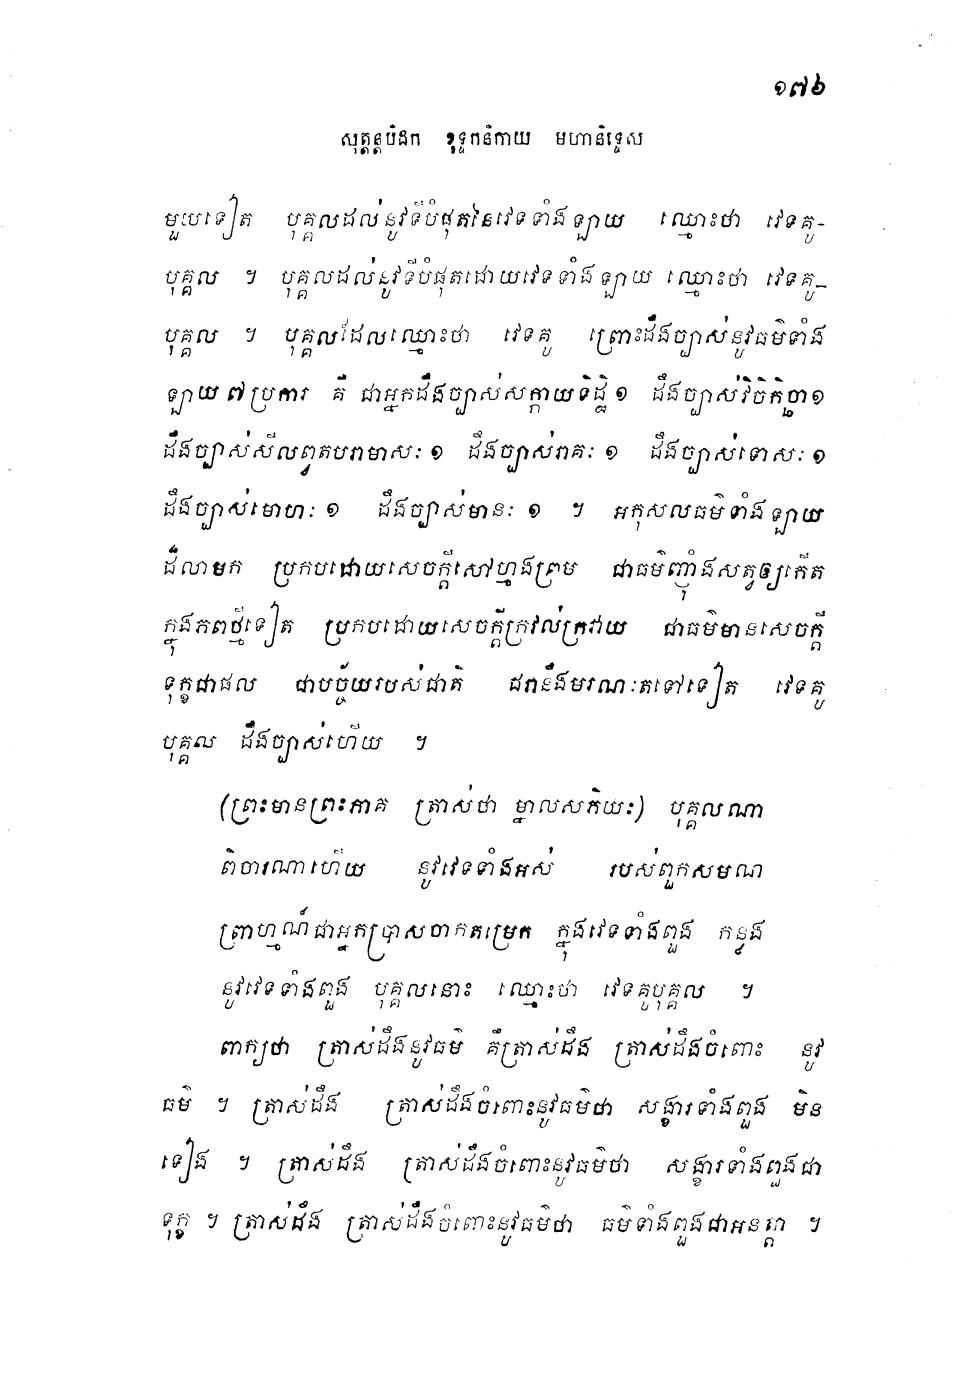 ១៧៦
សុត្តន្តបិដក ខុទ្ទកនិកាយ មហានិទ្ទេស
មួយទៀត បុគ្គលដល់នូវទីបំផុតនៃវេទទាំងឡាយ ឈ្មោះថា វេទគូ-
បុគ្គល ។ បុគ្គលដល់នូវទីបំផុតដោយវេទទាំងឡាយ ឈ្មោះថា វេទគូ-
បុគ្គល ។ បុគ្គលដែលឈ្មោះថា វេទគូ ព្រោះដឹងច្បាស់នូវធម៌ទាំង
ឡាយ ៧ ប្រការ គឺ ជាអ្នកដឹងច្បាស់សក្កាយទិដ្ឋិ ១ ដឹងច្បាស់វិចិកិច្ឆា ១
ដឹងច្បាស់សីលព្វតបរាមាសៈ ១ ដឹងច្បាស់រាគៈ ១ ដឹងច្បាស់ទោសៈ ១
ដឹងច្បាស់មោហៈ ១ ដឹងច្បាស់មានៈ ១ ។ អកុសលធម៌ទាំងឡាយ
ដ៏លាមក ប្រកបដោយសេចក្តីសៅហ្មងព្រម ជាធម៌ញ៉ាំងសត្វឲ្យកើត
ក្នុងភពថ្មីទៀត ប្រកបដោយសេចក្តីក្រវល់ក្រវាយ ជាធម៌មានសេចក្តី
ទុក្ខជាផល ជាបច្ច័យរបស់ជាតិ ជរានឹងមរណៈតទៅទៀត វេទគូ
បុគ្គល ដឹងច្បាស់ហើយ ។
(ព្រះមានព្រះភាគ ត្រាស់ថា ម្នាលសភិយៈ) បុគ្គលណា
ពិចារណាហើយ នូវវេទទាំងអស់ របស់ពួកសមណ
ព្រាហ្មណ៍ជាអ្នកប្រាសចាកតម្រេក ក្នុងវេទទាំងពួង កន្លង
នូវវេទទាំងពួង បុគ្គលនោះ ឈ្មោះថា វេទគូបុគ្គល ។
ពាក្យថា ត្រាស់ដឹងនូវធម៌ គឺត្រាស់ដឹង ត្រាស់ដឹងចំពោះ នូវ
ធម៌ ។ ត្រាស់ដឹង ត្រាស់ដឹងចំពោះនូវធម៌ថា សង្ខារទាំងពួង មិន
ទៀង ។ ត្រាស់ដឹង ត្រាស់ដឹងចំពោះនូវធម៌ថា សង្ខារទាំងពួងជា
ទុក្ខ ។ ត្រាស់ដឹង ត្រាស់ដឹងចំពោះនូវធម៌ថា ធម៌ទាំងពួងជាអនត្តា ។